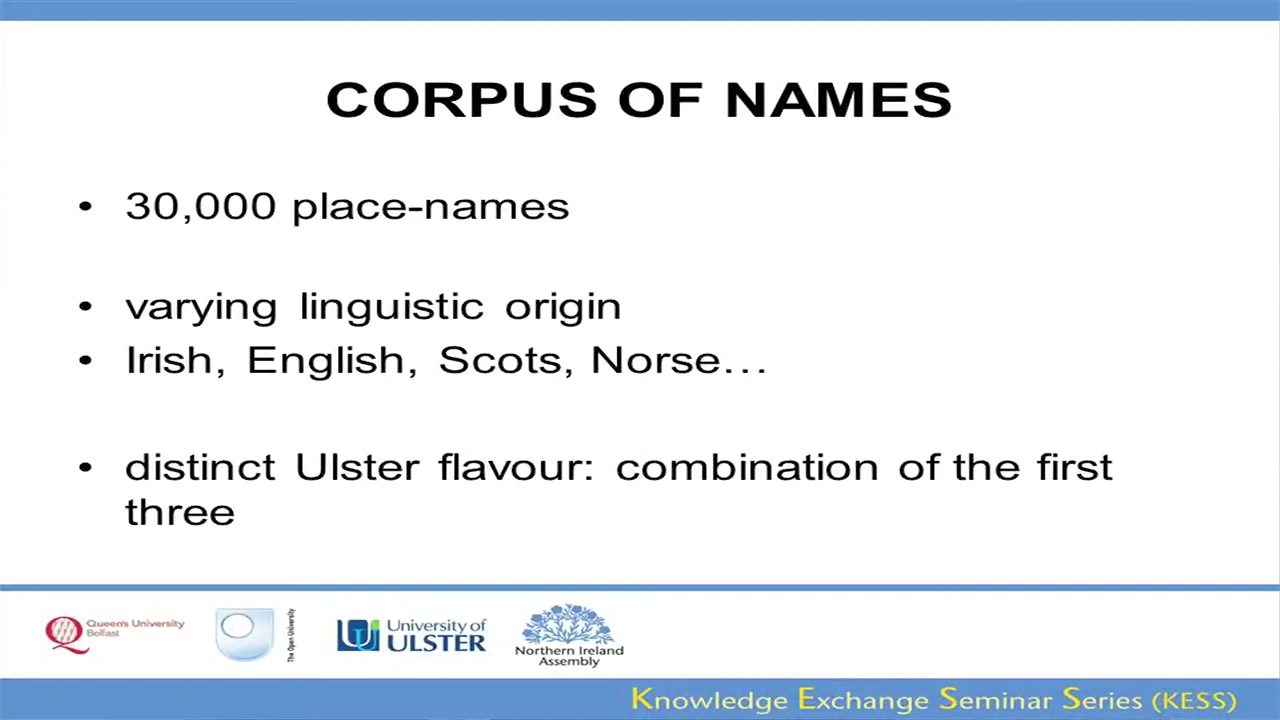 CORPUS OF NAMES
• 30,000 place-names
• varying linguistic origin
• Irish, English, Scots, Norse…
• distinct Ulster flavour: combination of the first
three
Queen's University
Belfast
The Open University
University of
ULSTER
Northern Ireland
Assembly
Knowledge Exchange Seminar Series (KESS)